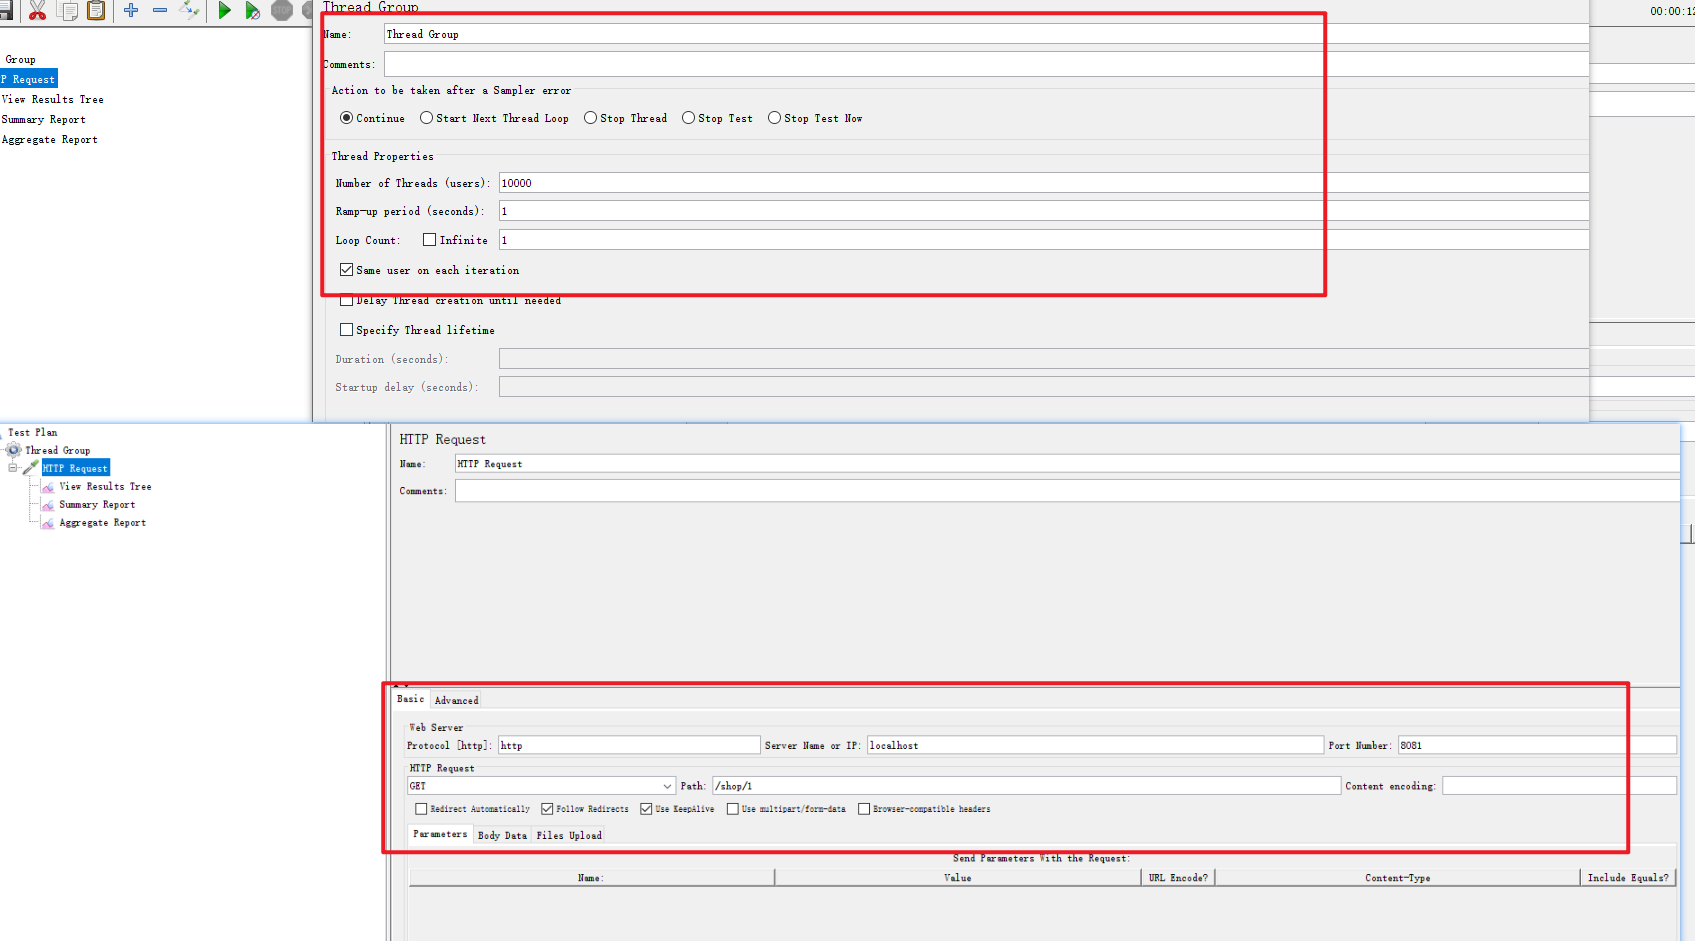 Thread Group
00:00:12
Name: Thread Group
Group
Comments:
P Request
Action to be taken after a Sampler error
View Results Tree
Continue Start Next Thread Loop Stop Thread Stop Test Stop Test Now
Summary Report
Aggregate Report
Thread Properties
Number of Threads (users): 10000
Ramp-up period (seconds): 1
Loop Count: Infinite 1
Same user on each iteration
Delay Thread creation until needed
Specify Thread lifetime
Duration (seconds):
Startup delay (seconds):
Test Plan
Thread Group
HTTP Request
View Results Tree
Summary Report
Aggregate Report
HTTP Request
Name: HTTP Request
Comments:
Basic Advanced
Web Server
Protocol [http]: http Server Name or IP: localhost Port Number: 8081
HTTP Request
GET Path: /shop/1 Content encoding:
Redirect Automatically Follow Redirects Use KeepAlive Use multipart/form-data Browser-compatible headers
Parameters Body Data Files Upload
Send Parameters With the Request:
Name: Value URL Encode? Content-Type Include Equals?